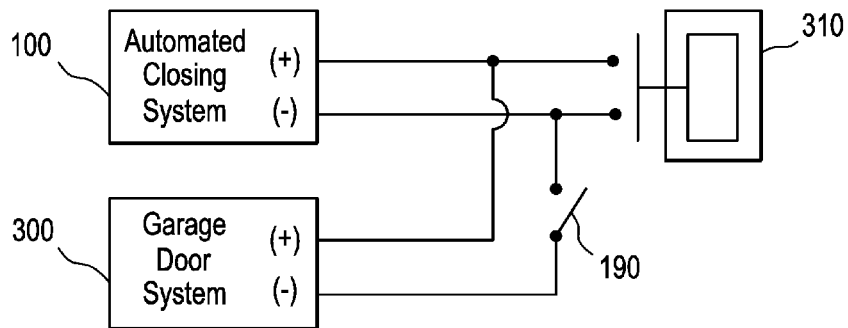 100
Automated
Closing
System
(+)
(-)
310
300
Garage
Door
System
(+)
(-)
190